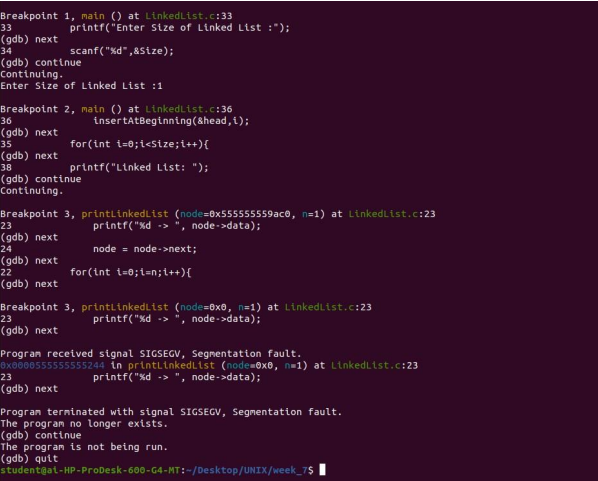 Breakpoint 1, main () at LinkedList.c:33
33          printf("Enter Size of Linked List :");
(gdb) next
34          scanf("%d",&Size);
(gdb) continue
Continuing.
Enter Size of Linked List :1

Breakpoint 2, main () at LinkedList.c:36
36              insertAtBeginning(&head,i);
(gdb) next
35          for(int i=0;i<Size;i++){
(gdb) next
38          printf("Linked List: ");
(gdb) continue
Continuing.

Breakpoint 3, printLinkedList (node=0x555555559ac0, n=1) at LinkedList.c:23
23              printf("%d -> ", node->data);
(gdb) next
24              node = node->next;
(gdb) next
22          for(int i=0;i=n;i++){
(gdb) next

Breakpoint 3, printLinkedList (node=0x0, n=1) at LinkedList.c:23
23              printf("%d -> ", node->data);
(gdb) next

Program received signal SIGSEGV, Segmentation fault.
0x0000555555555244 in printLinkedList (node=0x0, n=1) at LinkedList.c:23
23              printf("%d -> ", node->data);
(gdb) next

Program terminated with signal SIGSEGV, Segmentation fault.
The program no longer exists.
(gdb) continue
The program is not being run.
(gdb) quit
student@ai-HP-ProDesk-600-G4-MT:~/Desktop/UNIX/week_7$